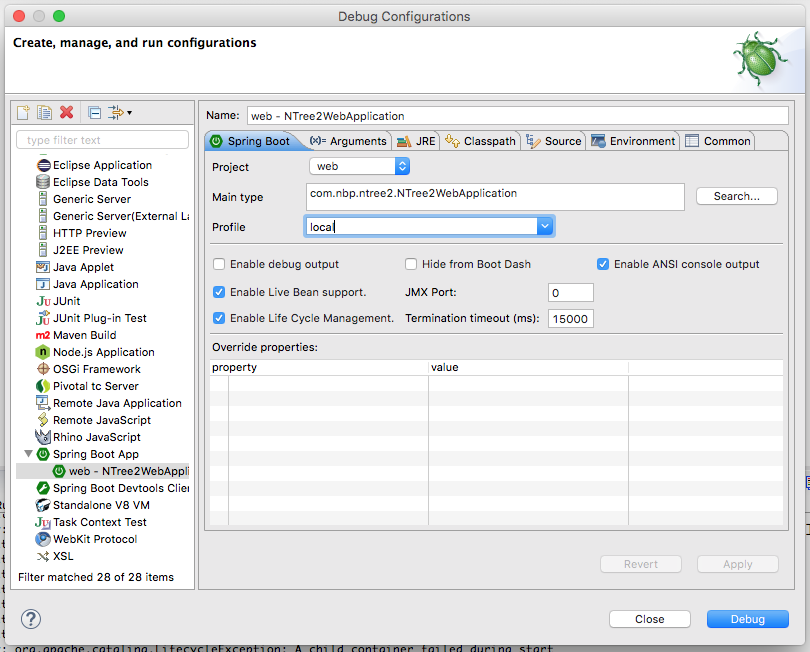 Debug Configurations
Create, manage, and run configurations
Name: web - NTree2WebApplication
type filter text
Spring Boot (x)= Arguments JRE Classpath Source Environment Common
Eclipse Application
Eclipse Data Tools
Generic Server
Generic Server(External La
HTTP Preview
J2EE Preview
Java Applet
Java Application
JUnit
JUnit Plug-in Test
Maven Build
Node.js Application
OSGi Framework
Pivotal tc Server
Remote Java Application
Remote JavaScript
Rhino JavaScript
Spring Boot App
web - NTree2WebAppli
Spring Boot Devtools Clier
Standalone V8 VM
Task Context Test
WebKit Protocol
XSL
Filter matched 28 of 28 items
Project web
Main type com.nbp.ntree2.NTree2WebApplication Search...
Profile local
Enable debug output Hide from Boot Dash Enable ANSI console output
Enable Live Bean support. JMX Port: 0
Enable Life Cycle Management. Termination timeout (ms): 15000
Override properties:
property value
Revert Apply
? Close Debug
: org.apache.catalina.LifecycleException: A child container failed during start